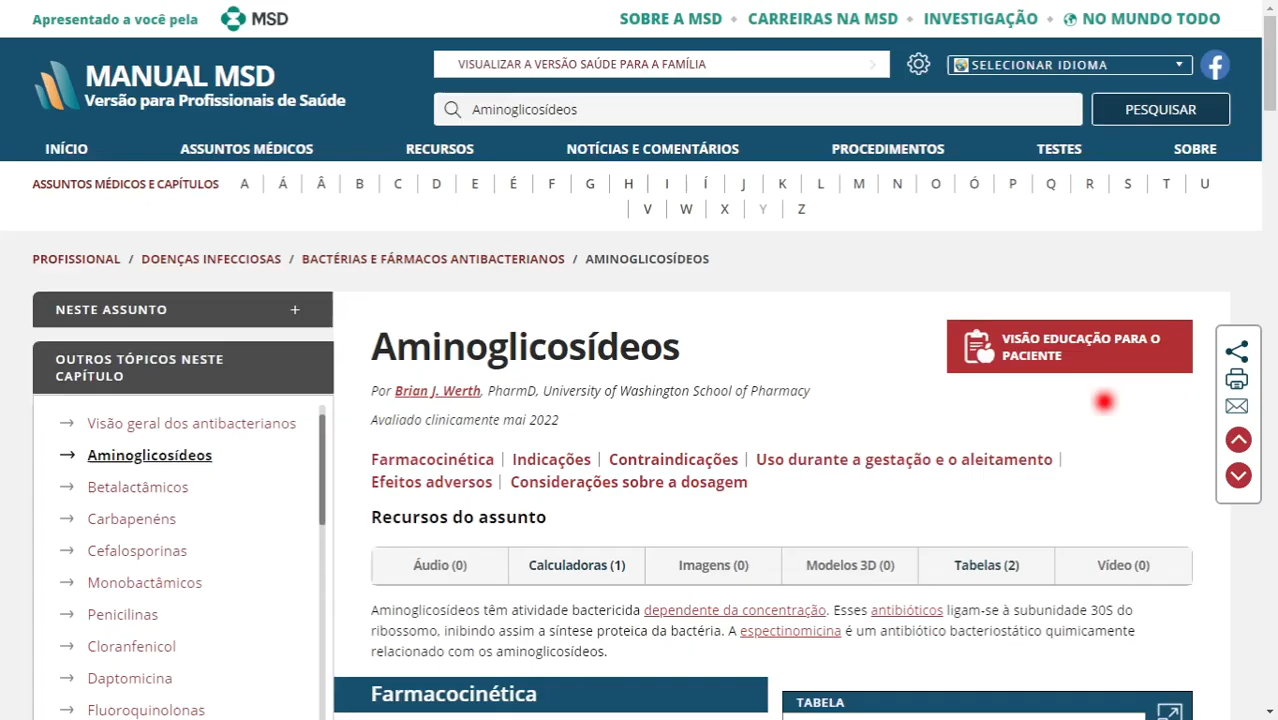 Apresentado a você pela MSD
SOBRE A MSD CARREIRAS NA MSD INVESTIGAÇÃO NO MUNDO TODO
MANUAL MSD
Versão para Profissionais de Saúde
VISUALIZAR A VERSÃO SAÚDE PARA A FAMÍLIA
SELECIONAR IDIOMA
Aminoglicosídeos
PESQUISAR
INÍCIO ASSUNTOS MÉDICOS RECURSOS NOTÍCIAS E COMENTÁRIOS PROCEDIMENTOS TESTES SOBRE
ASSUNTOS MÉDICOS E CAPÍTULOS A | Á | Â | B | C | D | E | É | F | G | H | I | Í | J | K | L | M | N | O | Ó | P | Q | R | S | T | U
| V | W | X | Y | Z
PROFISSIONAL / DOENÇAS INFECCIOSAS / BACTÉRIAS E FÁRMACOS ANTIBACTERIANOS / AMINOGLICOSÍDEOS
NESTE ASSUNTO +
OUTROS TÓPICOS NESTE
CAPÍTULO
→ Visão geral dos antibacterianos
→ Aminoglicosídeos
→ Betalactâmicos
→ Carbapenéns
→ Cefalosporinas
→ Monobactâmicos
→ Penicilinas
→ Cloranfenicol
→ Daptomicina
→ Fluoroquinolonas
Aminoglicosídeos
VISÃO EDUCAÇÃO PARA O
PACIENTE
Por Brian J. Werth, PharmD, University of Washington School of Pharmacy
Avaliado clinicamente mai 2022
Farmacocinética | Indicações | Contraindicações | Uso durante a gestação e o aleitamento |
Efeitos adversos | Considerações sobre a dosagem
Recursos do assunto
Áudio (0) Calculadoras (1) Imagens (0) Modelos 3D (0) Tabelas (2) Vídeo (0)
Aminoglicosídeos têm atividade bactericida dependente da concentração. Esses antibióticos ligam-se à subunidade 30S do
ribossomo, inibindo assim a síntese proteica da bactéria. A espectinomicina é um antibiótico bacteriostático quimicamente
relacionado com os aminoglicosídeos.
Farmacocinética
TABELA